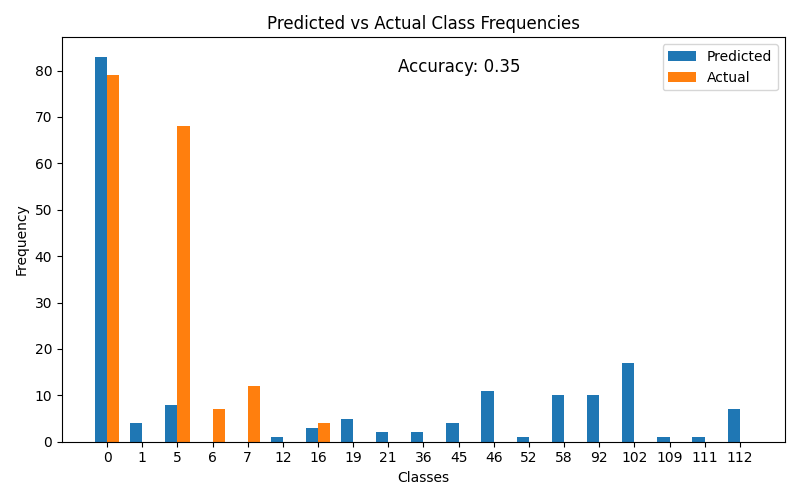 Predicted vs Actual Class Frequencies
Accuracy: 0.35
Predicted
Actual
80
70
60
50
40
30
20
10
0
Frequency
0 1 5 6 7 12 16 19 21 36 45 46 52 58 92 102 109 111 112
Classes